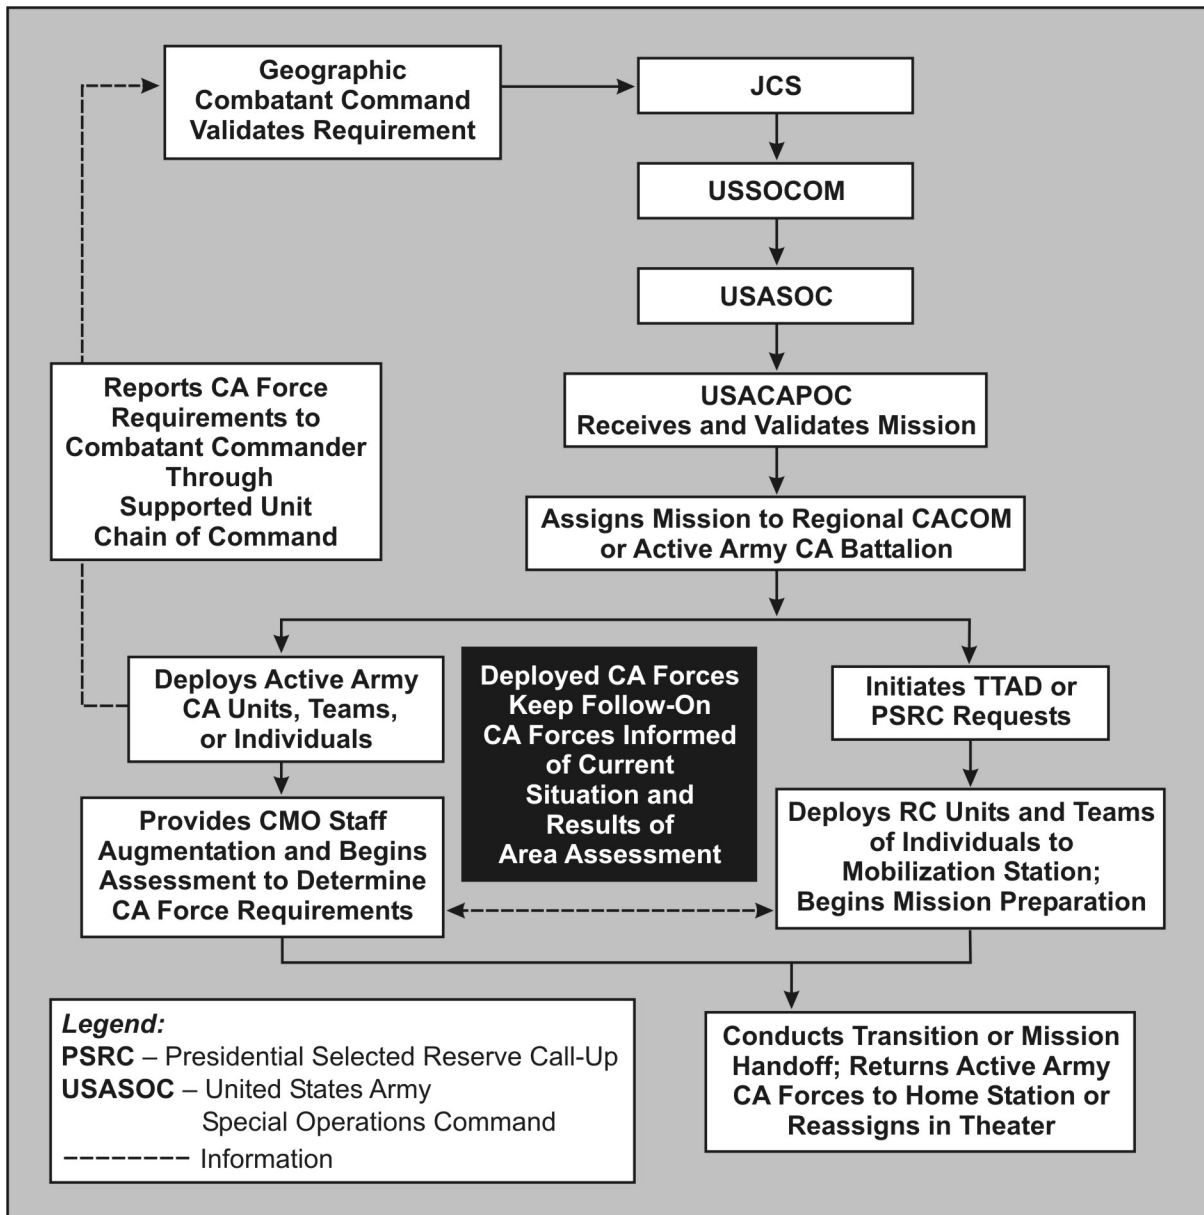 Geographic
Combatant Command
Validates Requirement
JCS
USSOCOM
USASOC
USACAPOC
Receives and Validates Mission
Assigns Mission to Regional CACOM
or Active Army CA Battalion
Reports CA Force
Requirements to
Combatant Commander
Through
Supported Unit
Chain of Command
Deploys Active Army
CA Units, Teams,
or Individuals
Deployed CA Forces
Keep Follow-On
CA Forces Informed
of Current
Situation and
Results of
Area Assessment
Initiates TTAD or
PSRC Requests
Provides CMO Staff
Augmentation and Begins
Assessment to Determine
CA Force Requirements
Deploys RC Units and Teams
of Individuals to
Mobilization Station;
Begins Mission Preparation
Conducts Transition or Mission
Handoff; Returns Active Army
CA Forces to Home Station or
Reassigns in Theater
Legend:
PSRC – Presidential Selected Reserve Call-Up
USASOC – United States Army
Special Operations Command
Information